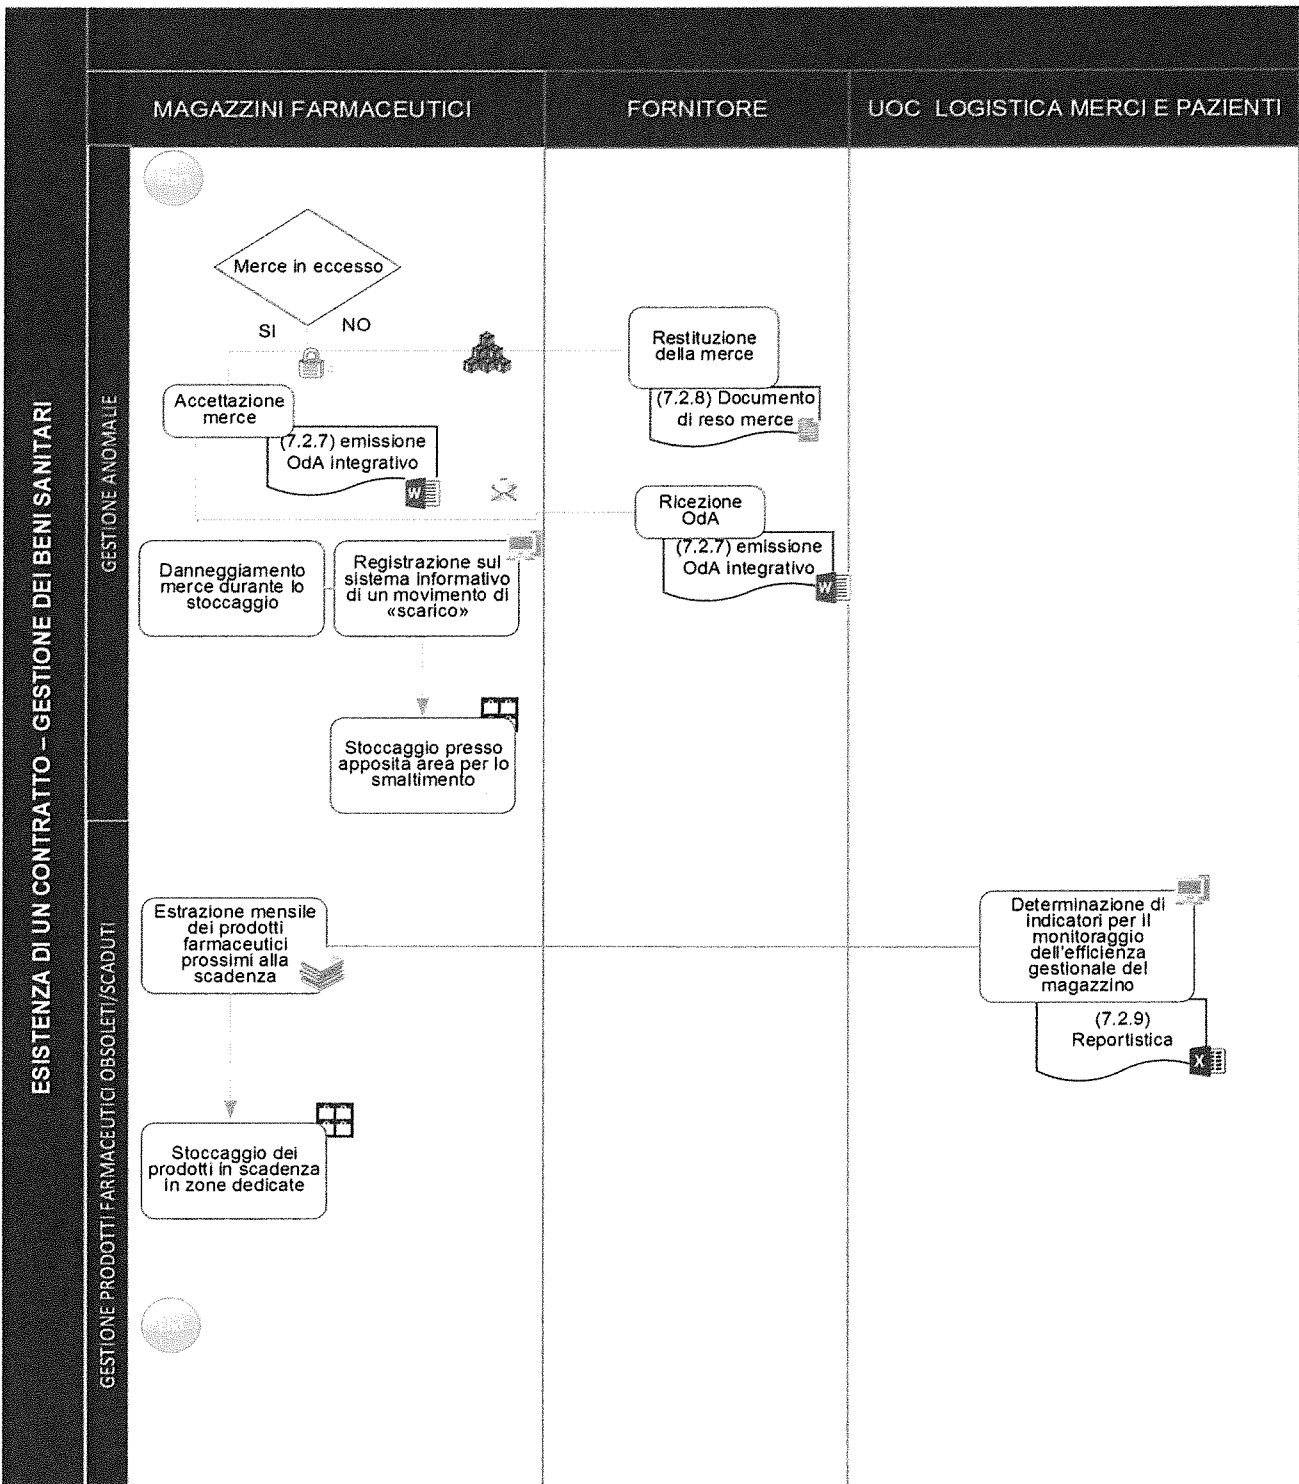 ESISTENZA DI UN CONTRATTO – GESTIONE DEI BENI SANITARI
MAGAZZINI FARMACEUTICI
FORNITORE
UOC LOGISTICA MERCI E PAZIENTI
GESTIONE ANOMALIE
Merce in eccesso
SI
NO
Restituzione
della merce
(7.2.8) Documento
di reso merce
Accettazione
merce
(7.2.7) emissione
OdA integrativo
W
Ricezione
OdA
(7.2.7) emissione
OdA integrativo
W
Danneggiamento
merce durante lo
stoccaggio
Registrazione sul
sistema informativo
di un movimento di
«scarico»
Stoccaggio presso
apposita area per lo
smaltimento
GESTIONE PRODOTTI FARMACEUTICI OBSOLETI/SCADUTI
Estrazione mensile
dei prodotti
farmaceutici
prossimi alla
scadenza
Determinazione di
indicatori per il
monitoraggio
dell'efficienza
gestionale del
magazzino
(7.2.9)
Reportistica
X
Stoccaggio dei
prodotti in scadenza
in zone dedicate